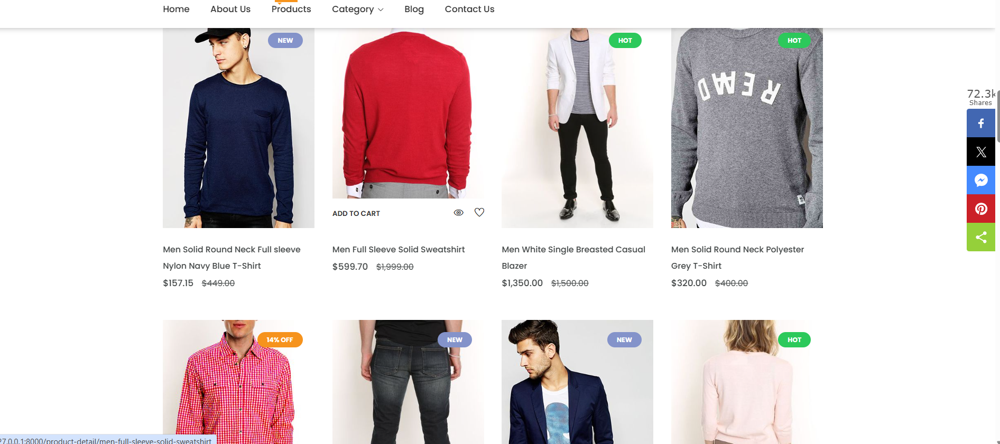 Home About Us Products Category Blog Contact Us
NEW
HOT
HOT
REWD
72.3k
Shares
ADD TO CART
Men Solid Round Neck Full sleeve
Nylon Navy Blue T-Shirt
$157.15 $449.00
Men Full Sleeve Solid Sweatshirt
$599.70 $1,999.00
Men White Single Breasted Casual
Blazer
$1,350.00 $1,500.00
Men Solid Round Neck Polyester
Grey T-Shirt
$320.00 $400.00
14% OFF
NEW
NEW
HOT
27.0.0.1:8000/product-detail/men-full-sleeve-solid-sweatshirt